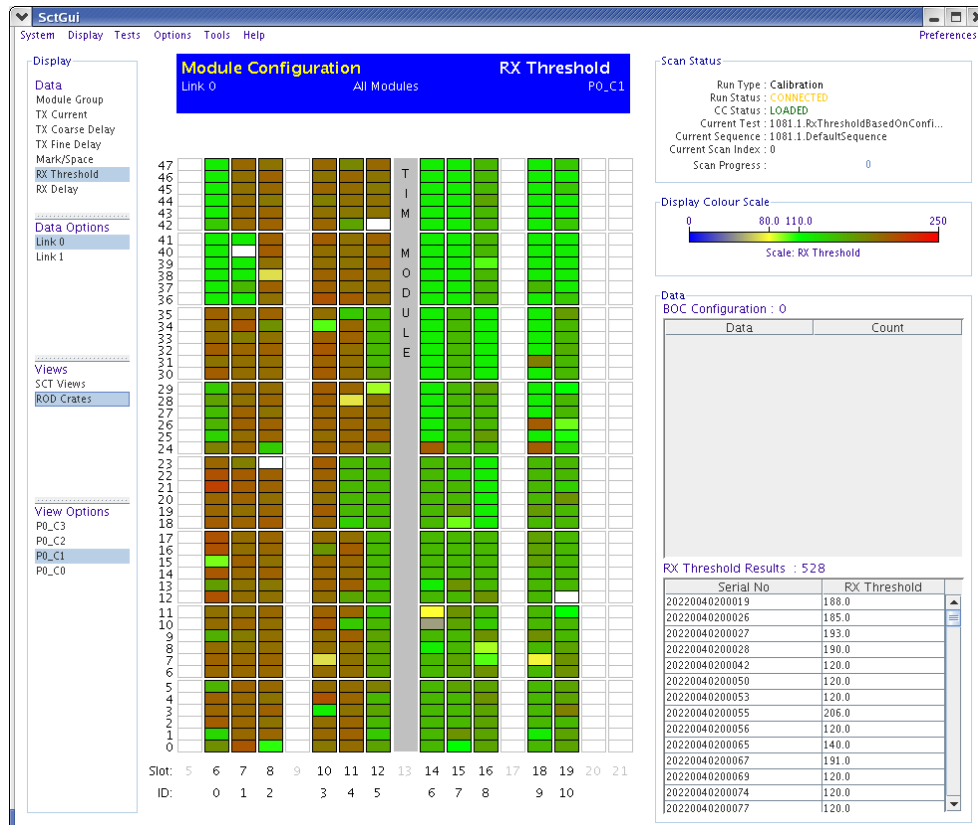 SctGui
System Display Tests Options Tools Help Preferences
Display
Data
Module Group
TX Current
TX Coarse Delay
TX Fine Delay
Mark/Space
RX Threshold
RX Delay
Data Options
Link 0
Link 1
Views
SCT Views
ROD Crates
View Options
P0_C3
P0_C2
P0_C1
P0_C0
Module Configuration RX Threshold
Link 0 All Modules P0_C1
47
46
45
44
43
42
41
40
39
38
37
36
35
34
33
32
31
30
29
28
27
26
25
24
23
22
21
20
19
18
17
16
15
14
13
12
11
10
9
8
7
6
5
4
3
2
1
0
TIM MODULE
Slot: 5 6 7 8 9 10 11 12 13 14 15 16 17 18 19 20 21
ID: 0 1 2 3 4 5 6 7 8 9 10
Scan Status
Run Type : Calibration
Run Status : CONNECTED
CC Status : LOADED
Current Test : 1081.1.RxThresholdBasedOnConfi...
Current Sequence : 1081.1.DefaultSequence
Current Scan Index : 0
Scan Progress : 0
Display Colour Scale
0 80.0 110.0 250
Scale: RX Threshold
Data
BOC Configuration : 0
Data Count
RX Threshold Results : 528
Serial No RX Threshold
20220040200019 188.0
20220040200026 185.0
20220040200027 193.0
20220040200028 190.0
20220040200042 120.0
20220040200050 120.0
20220040200053 120.0
20220040200055 206.0
20220040200056 120.0
20220040200065 140.0
20220040200067 191.0
20220040200069 120.0
20220040200074 120.0
20220040200077 120.0